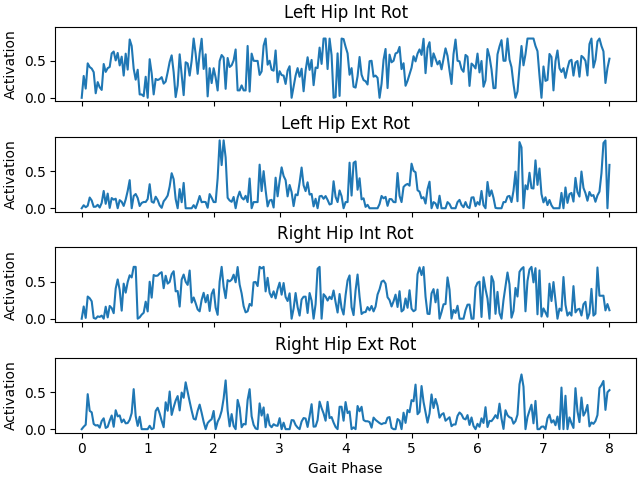 Left Hip Int Rot
Activation
0.5
0.0
Left Hip Ext Rot
Activation
0.5
0.0
Right Hip Int Rot
Activation
0.5
0.0
Right Hip Ext Rot
Activation
0.5
0.0
0 1 2 3 4 5 6 7 8
Gait Phase